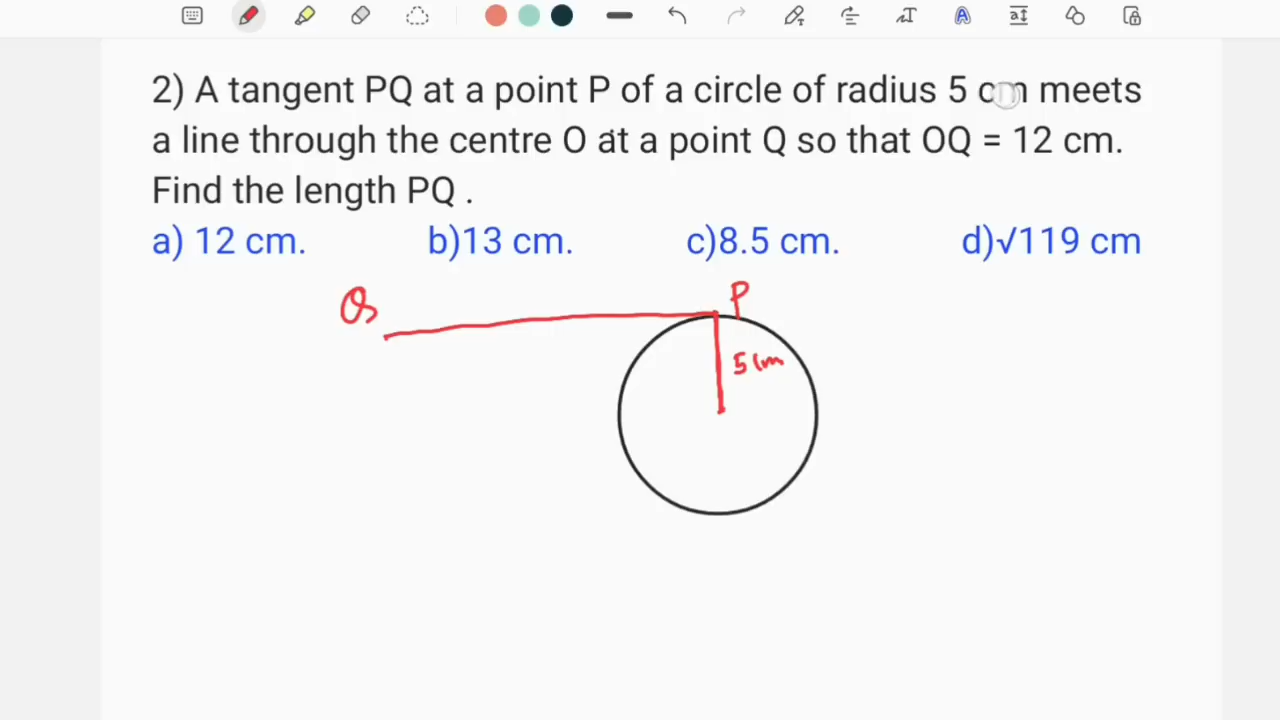 2) A tangent PQ at a point P of a circle of radius 5 cm meets
a line through the centre O at a point Q so that OQ = 12 cm.
Find the length PQ .
a) 12 cm. b)13 cm. c)8.5 cm. d)√119 cm
Q P
5 cm